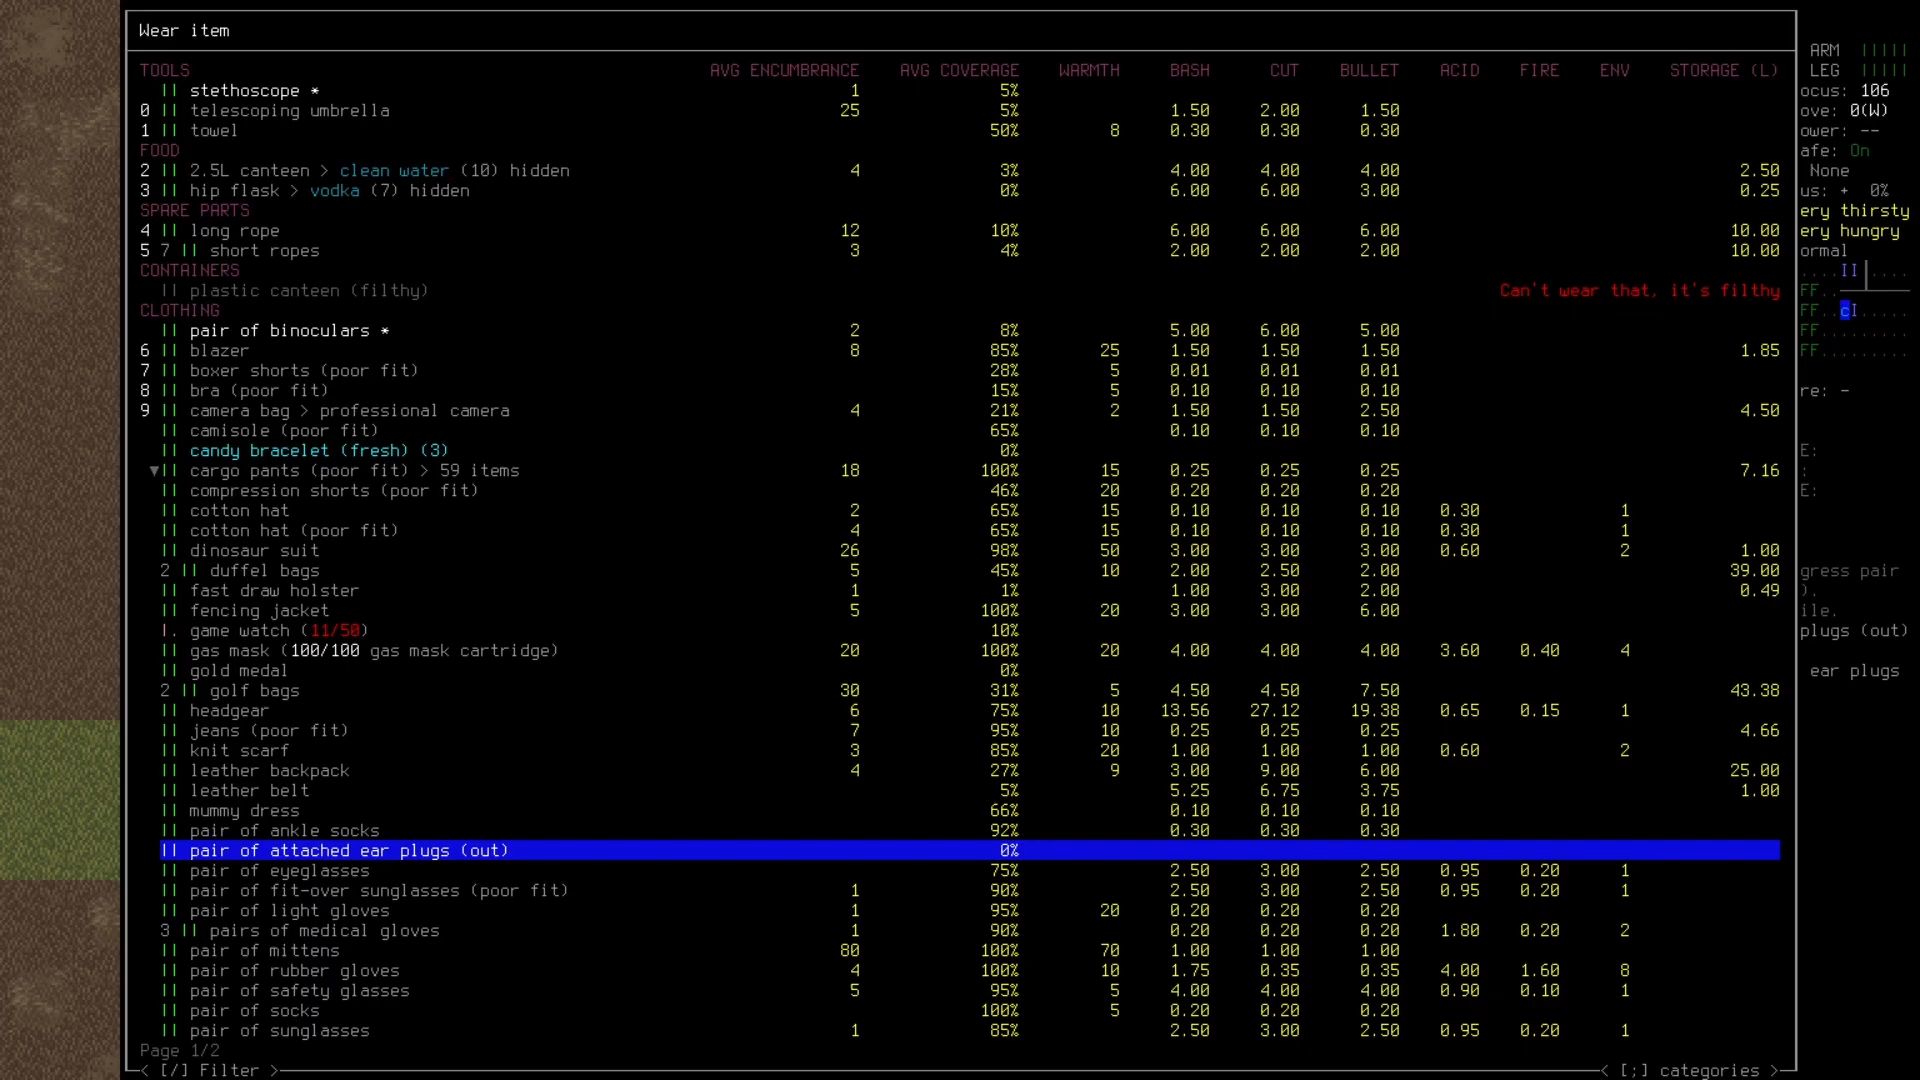 Wear item
TOOLS AVG ENCUMBRANCE AVG COVERAGE WARMTH BASH CUT BULLET ACID FIRE ENV STORAGE (L)
|| stethoscope * 1 5%
0 || telescoping umbrella 25 5% 1.50 2.00 1.50
1 || towel 50% 8 0.30 0.30 0.30
FOOD
2 || 2.5L canteen > clean water (10) hidden 4 3% 4.00 4.00 4.00 2.50
3 || hip flask > vodka (7) hidden 0% 6.00 6.00 3.00 0.25
SPARE PARTS
4 || long rope 12 10% 6.00 6.00 6.00 10.00
5 7 || short ropes 3 4% 2.00 2.00 2.00 10.00
CONTAINERS
|| plastic canteen (filthy) Can't wear that, it's filthy
CLOTHING
|| pair of binoculars * 2 8% 5.00 6.00 5.00
6 || blazer 8 85% 25 1.50 1.50 1.50 1.85
7 || boxer shorts (poor fit) 28% 5 0.01 0.01 0.01
8 || bra (poor fit) 15% 5 0.10 0.10 0.10
9 || camera bag > professional camera 4 21% 2 1.50 1.50 2.50 4.50
|| camisole (poor fit) 65% 0.10 0.10 0.10
|| candy bracelet (fresh) (3) 0%
▼|| cargo pants (poor fit) > 59 items 18 100% 15 0.25 0.25 0.25 7.16
|| compression shorts (poor fit) 46% 20 0.20 0.20 0.20
|| cotton hat 2 65% 15 0.10 0.10 0.10 0.30 1
|| cotton hat (poor fit) 4 65% 15 0.10 0.10 0.10 0.30 1
|| dinosaur suit 26 98% 50 3.00 3.00 3.00 0.60 2 1.00
2 || duffel bags 5 45% 10 2.00 2.50 2.00 39.00
|| fast draw holster 1 1% 1.00 3.00 2.00 0.49
|| fencing jacket 5 100% 20 3.00 3.00 6.00
|. game watch (11/50) 10%
|| gas mask (100/100 gas mask cartridge) 20 100% 20 4.00 4.00 4.00 3.60 0.40 4
|| gold medal 0%
2 || golf bags 30 31% 5 4.50 4.50 7.50 43.38
|| headgear 6 75% 10 13.56 27.12 19.38 0.65 0.15 1
|| jeans (poor fit) 7 95% 10 0.25 0.25 0.25 4.66
|| knit scarf 3 85% 20 1.00 1.00 1.00 0.60 2
|| leather backpack 4 27% 9 3.00 9.00 6.00 25.00
|| leather belt 5% 5.25 6.75 3.75 1.00
|| mummy dress 66% 0.10 0.10 0.10
|| pair of ankle socks 92% 0.30 0.30 0.30
|| pair of attached ear plugs (out) 0%
|| pair of eyeglasses 75% 2.50 3.00 2.50 0.95 0.20 1
|| pair of fit-over sunglasses (poor fit) 1 90% 2.50 3.00 2.50 0.95 0.20 1
|| pair of light gloves 1 95% 20 0.20 0.20 0.20
3 || pairs of medical gloves 1 90% 0.20 0.20 0.20 1.80 0.20 2
|| pair of mittens 80 100% 70 1.00 1.00 1.00
|| pair of rubber gloves 4 100% 10 1.75 0.35 0.35 4.00 1.60 8
|| pair of safety glasses 5 95% 5 4.00 4.00 4.00 0.90 0.10 1
|| pair of socks 100% 5 0.20 0.20 0.20
|| pair of sunglasses 1 85% 2.50 3.00 2.50 0.95 0.20 1
Page 1/2
< [/] Filter >
< [;] categories >
ARM |||||
LEG |||||
ocus: 106
ove: 0(W)
ower: --
afe: On
None
us: + 0%
ery thirsty
ery hungry
ormal
....II|....
FF..
FF..cI.....
FF.........
FF.........
re: -
E:
:
E:
gress pair
).
ile.
plugs (out)
ear plugs